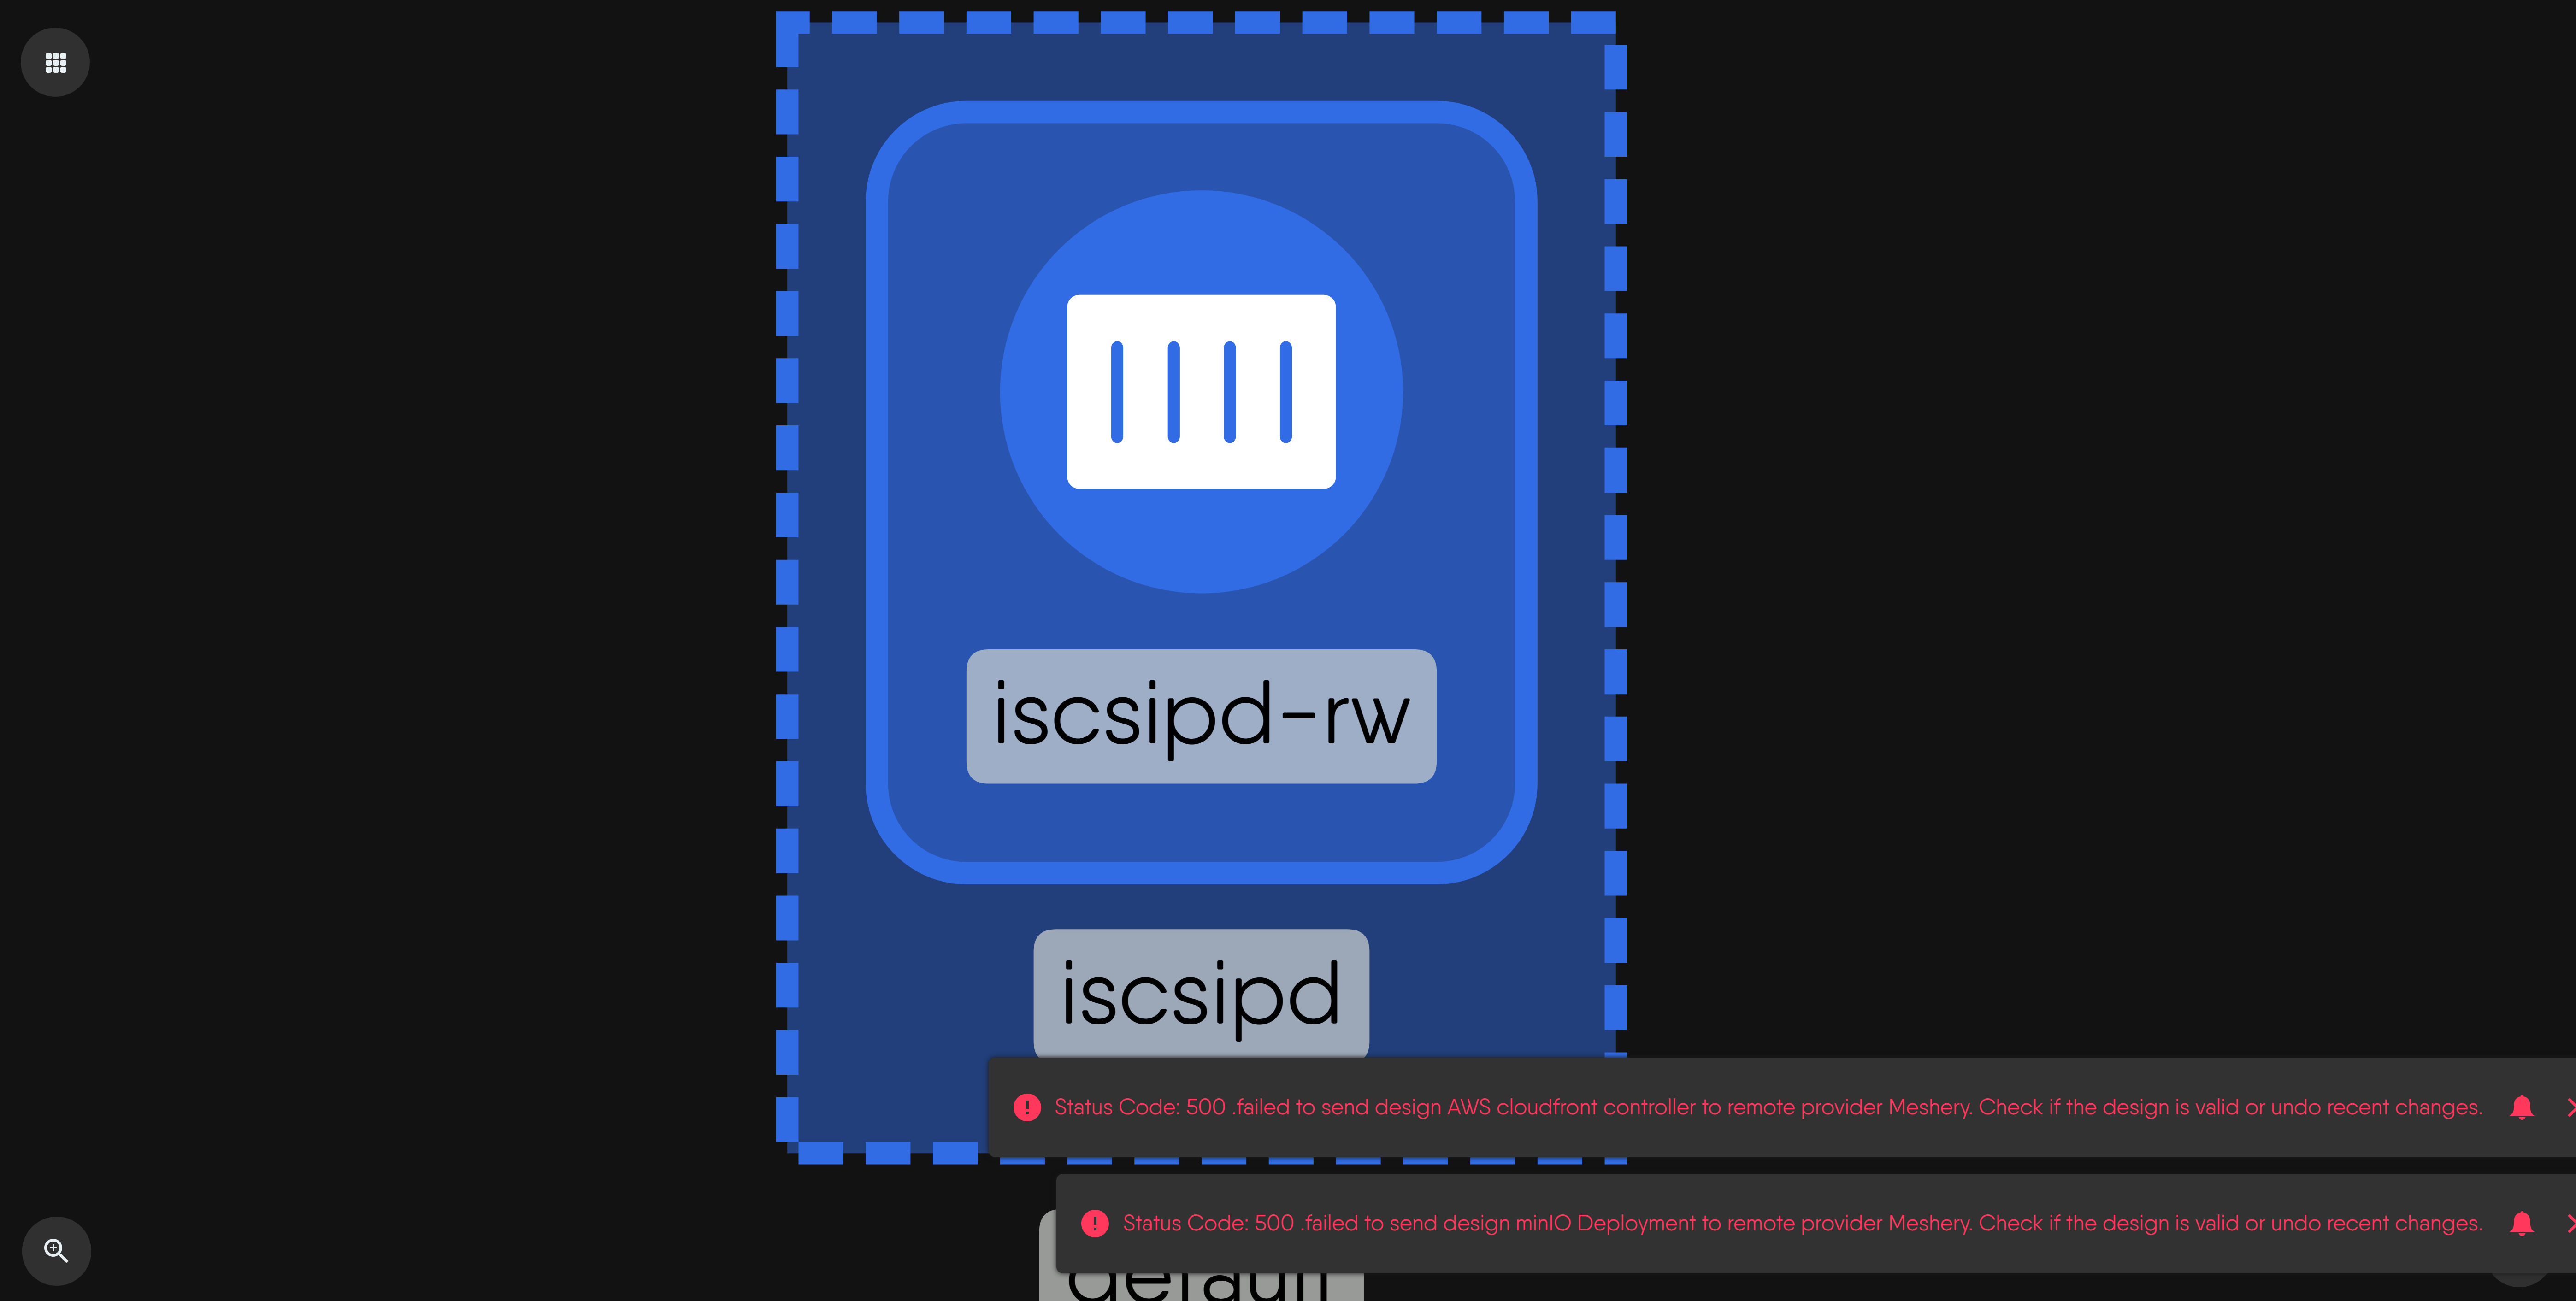 iscsipd-rw
iscsipd
Status Code: 500 .failed to send design AWS cloudfront controller to remote provider Meshery. Check if the design is valid or undo recent changes.
Status Code: 500 .failed to send design minIO Deployment to remote provider Meshery. Check if the design is valid or undo recent changes.
default